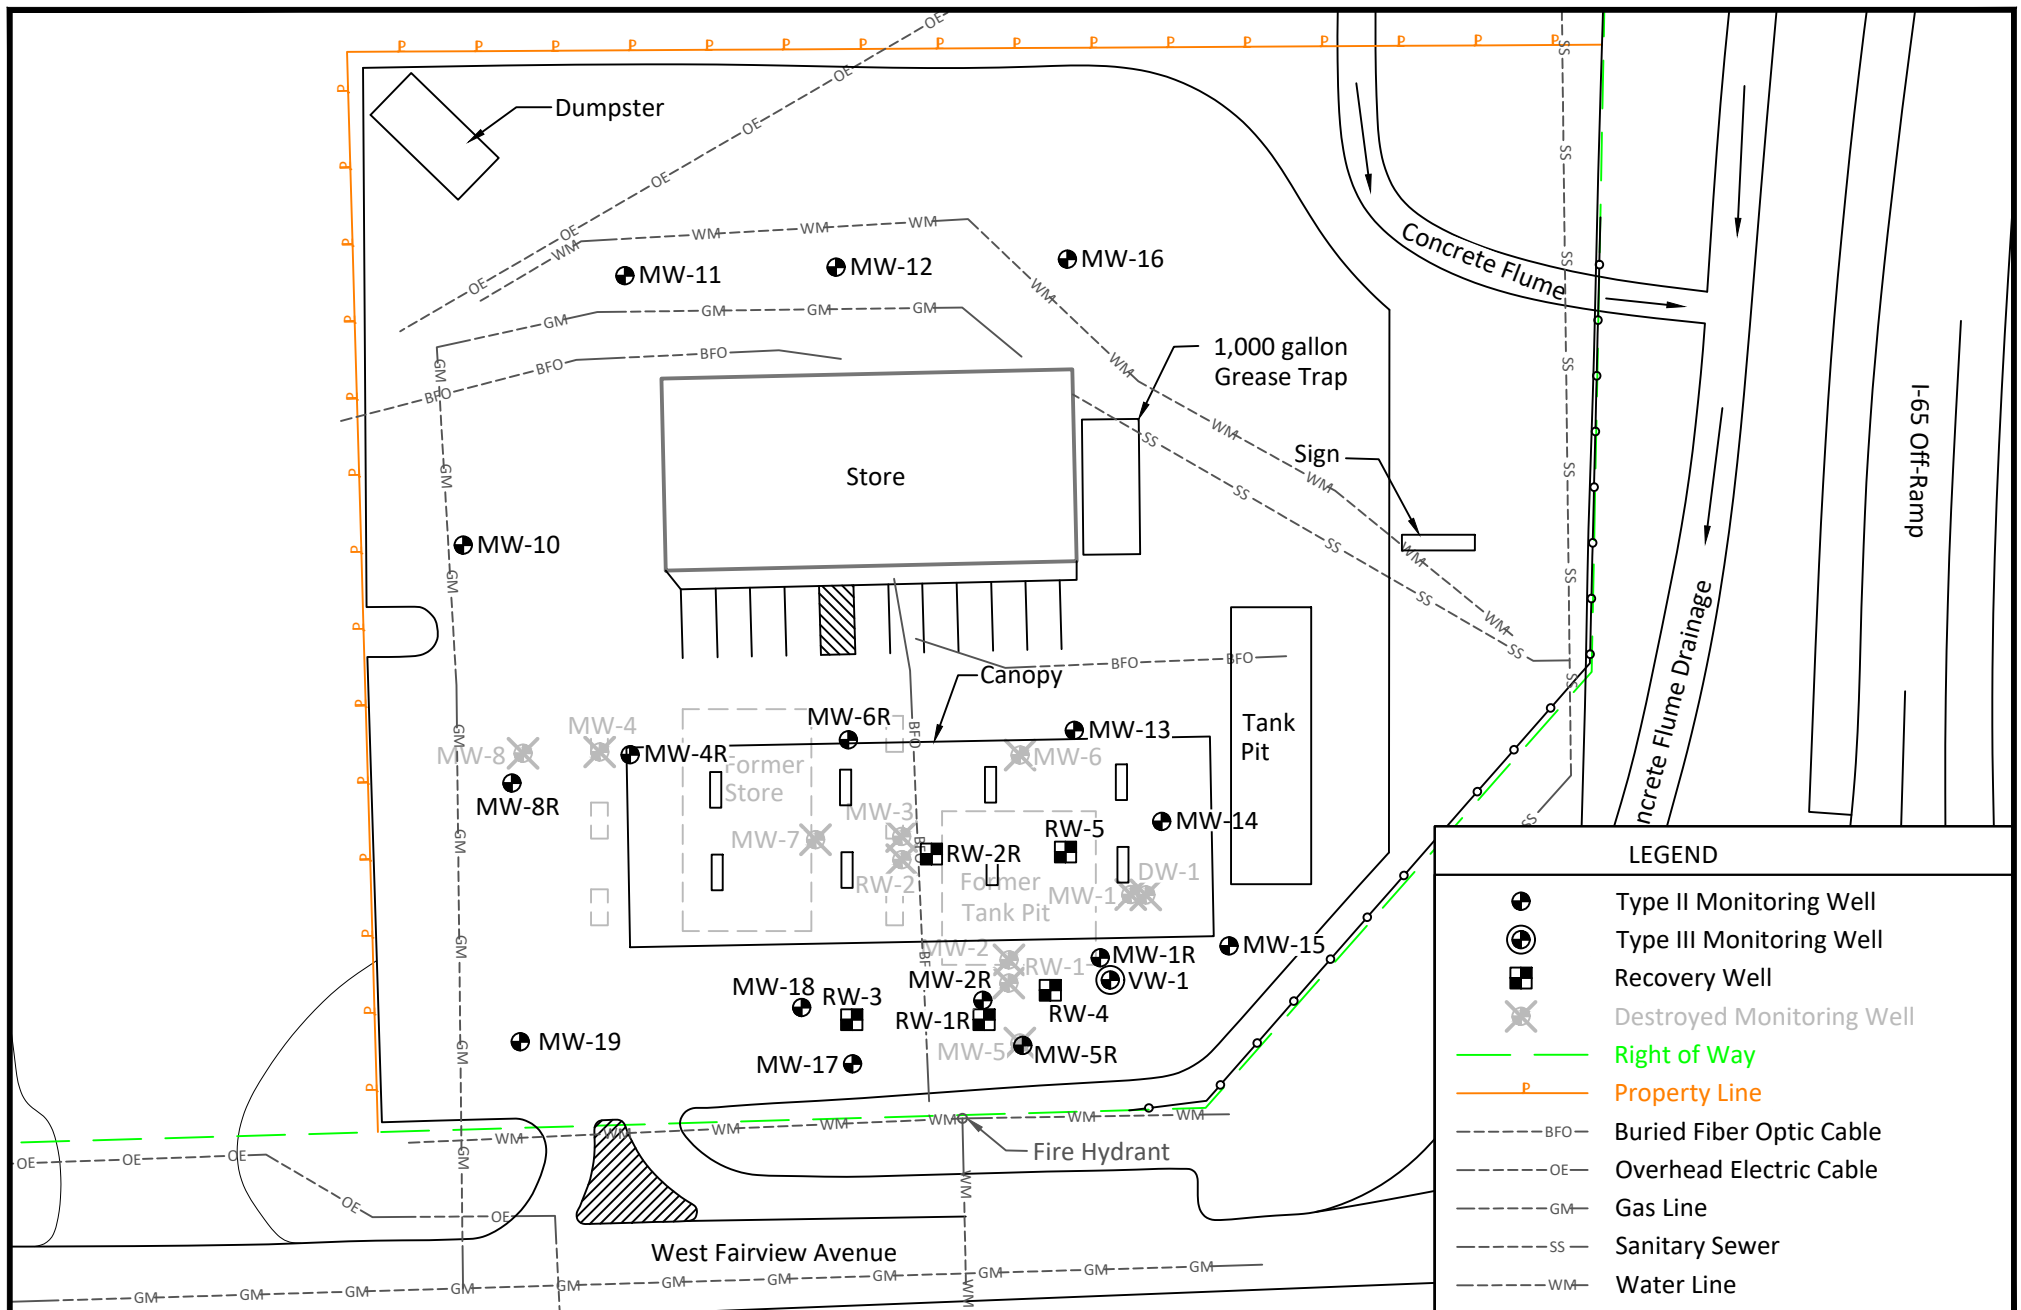 Dumpster
MW-11
MW-12
MW-16
Concrete Flume
1,000 gallon
Grease Trap
I-65 Off-Ramp
Store
Sign
MW-10
Canopy
MW-6R
MW-13
Tank
Pit
MW-4
MW-8
MW-4R
Former
Store
MW-6
MW-8R
MW-3
MW-7
RW-5
MW-14
RW-2R
RW-2
Former
Tank Pit
MW-1
DW-1
ncrete Flume Drainage
MW-2
RW-1
MW-1R
MW-15
MW-18
RW-3
MW-2R
VW-1
RW-1R
RW-4
MW-19
MW-17
MW-5
MW-5R
Fire Hydrant
West Fairview Avenue
LEGEND
Type II Monitoring Well
Type III Monitoring Well
Recovery Well
Destroyed Monitoring Well
Right of Way
P Property Line
BFO Buried Fiber Optic Cable
OE Overhead Electric Cable
GM Gas Line
SS Sanitary Sewer
WM Water Line